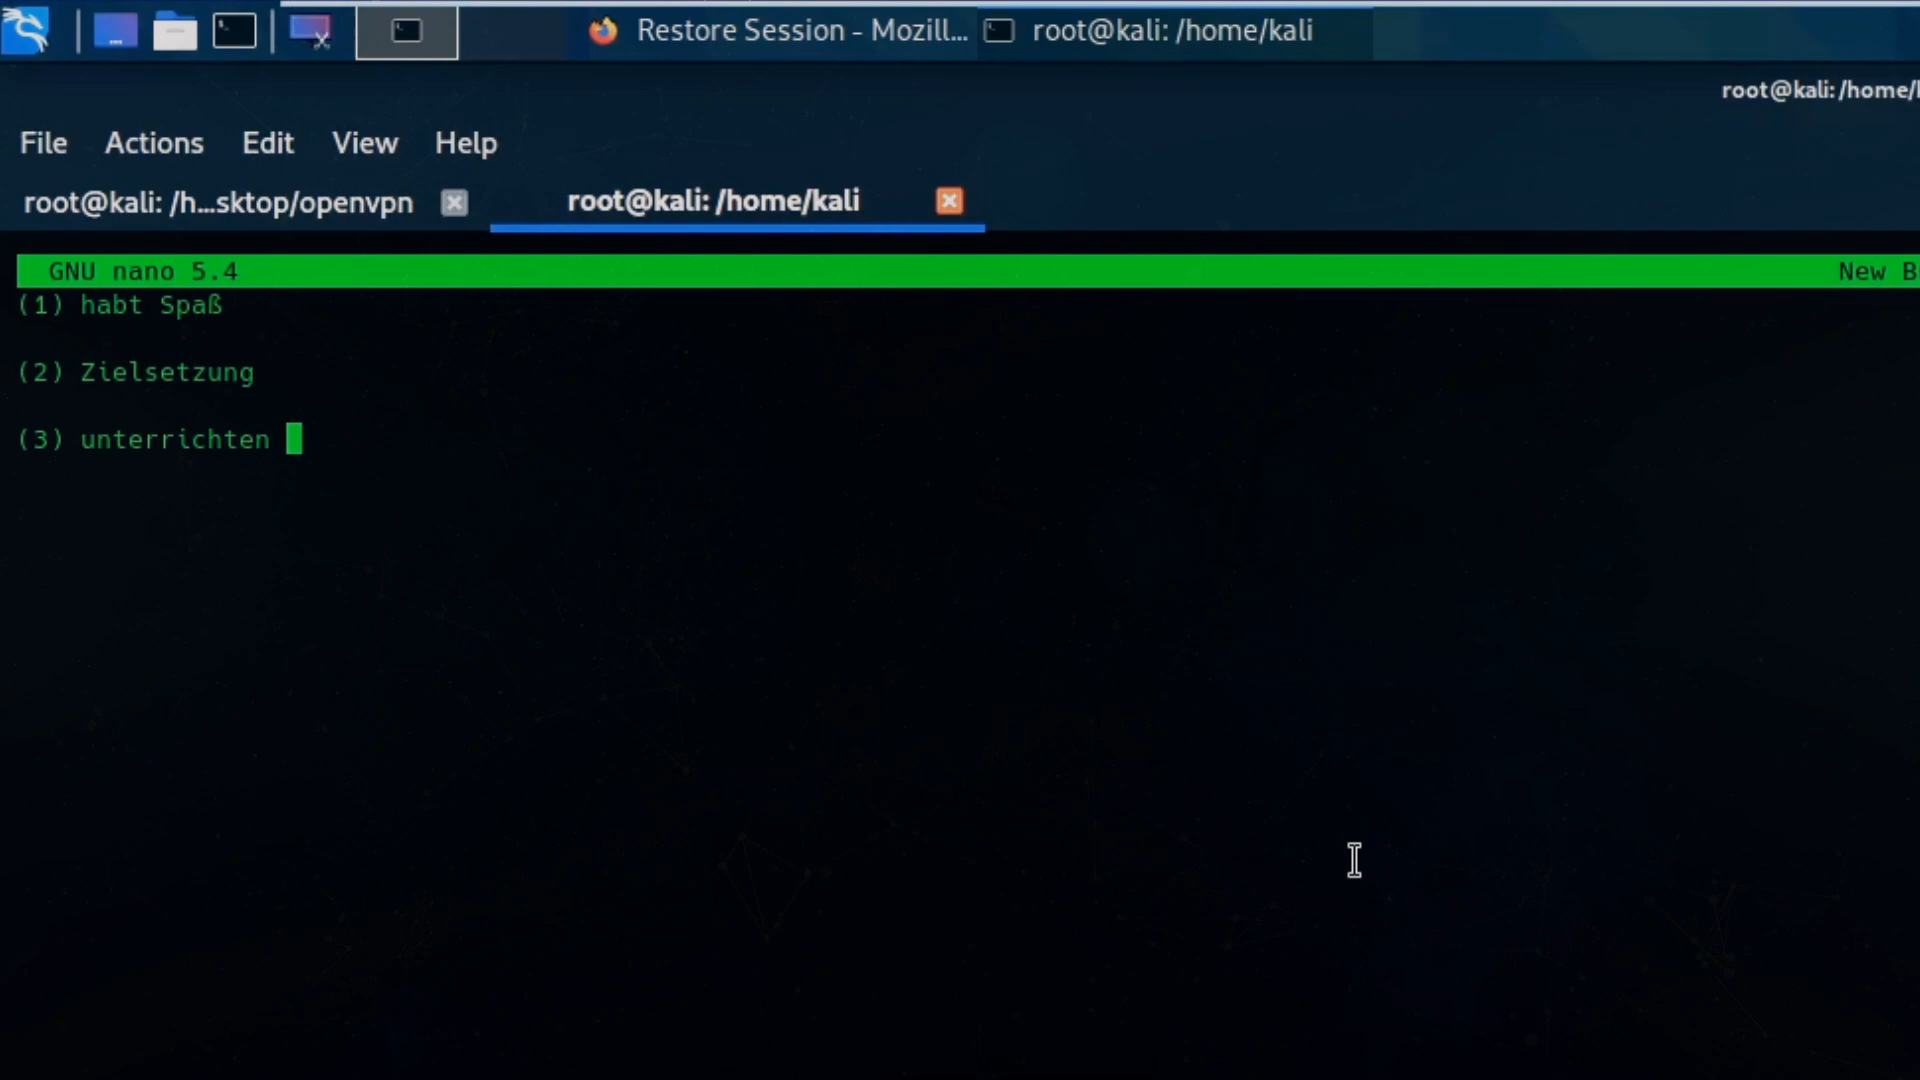 Restore Session - Mozill... root@kali: /home/kali
root@kali: /home/
File Actions Edit View Help
root@kali: /h...sktop/openvpn root@kali: /home/kali
GNU nano 5.4 New B
(1) habt Spaß
(2) Zielsetzung
(3) unterrichten